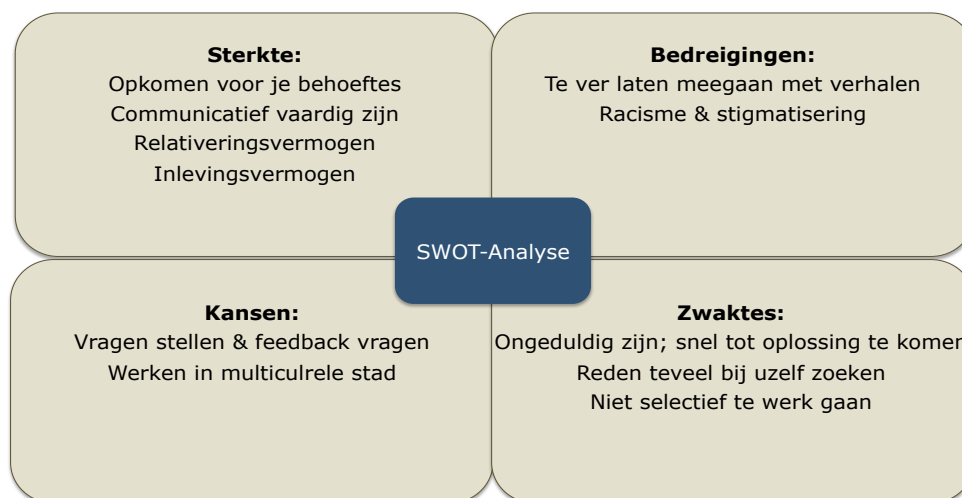 Sterkte:
Opkomen voor je behoeftes
Communicatief vaardig zijn
Relativeringsvermogen
Inlevingsvermogen
Bedreigingen:
Te ver laten meegaan met verhalen
Racisme & stigmatisering
SWOT-Analyse
Kansen:
Vragen stellen & feedback vragen
Werken in multiculrele stad
Zwaktes:
Ongeduldig zijn; snel tot oplossing te komen
Reden teveel bij uzelf zoeken
Niet selectief te werk gaan